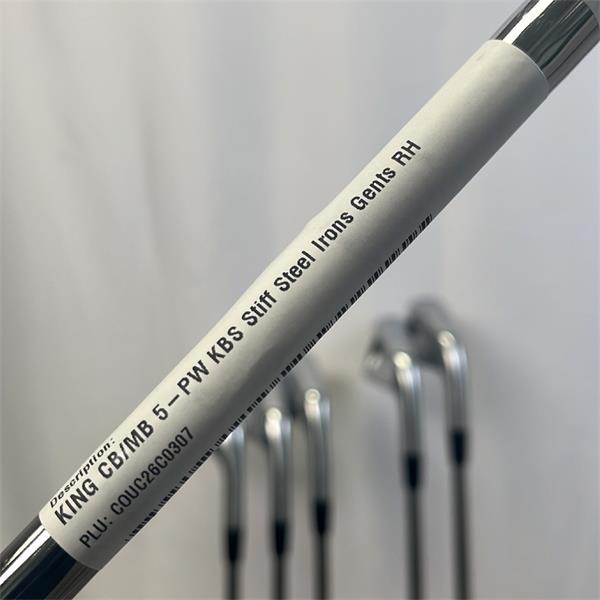 Description:
KING CB/MB 5-PW KBS Stiff Steel Irons Gents RH
PLU: COUC26C0307